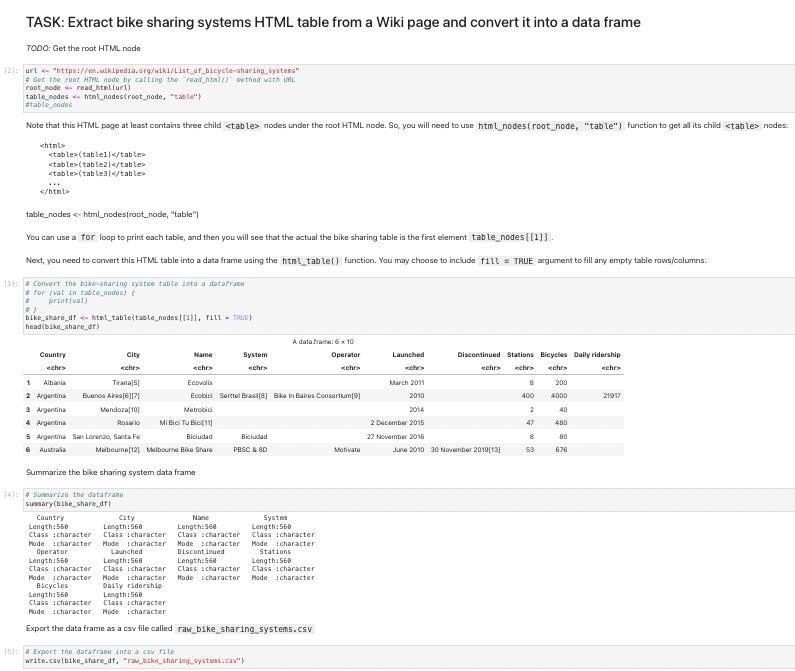 TASK: Extract bike sharing systems HTML table from a Wiki page and convert it into a data frame
TODO: Get the root HTML node
[2]: url <- "https://en.wikipedia.org/wiki/List_of_bicycle-sharing_systems"
# Get the root HTML node by calling the `read_html()` method with URL
root_node <- read_html(url)
table_nodes <- html_nodes(root_node, "table")
#table_nodes
Note that this HTML page at least contains three child <table> nodes under the root HTML node. So, you will need to use html_nodes(root_node, "table") function to get all its child <table> nodes:
<html>
<table>(table1)</table>
<table>(table2)</table>
<table>(table3)</table>
...
</html>
table_nodes <- html_nodes(root_node, "table")
You can use a for loop to print each table, and then you will see that the actual the bike sharing table is the first element table_nodes[[1]].
Next, you need to convert this HTML table into a data frame using the html_table() function. You may choose to include fill = TRUE argument to fill any empty table rows/columns.
[3]: # Convert the bike-sharing system table into a dataframe
# for (val in table_nodes) {
#     print(val)
# }
bike_share_df <- html_table(table_nodes[[1]], fill = TRUE)
head(bike_share_df)
A data.frame: 6 × 10
Country City Name System Operator Launched Discontinued Stations Bicycles Daily ridership
<chr> <chr> <chr> <chr> <chr> <chr> <chr> <chr> <chr> <chr>
1 Albania Tirana[5] Ecovolis March 2011 8 200
2 Argentina Buenos Aires[6][7] Ecobici Serttel Brasil[8] Bike In Baires Consortium[9] 2010 400 4000 21917
3 Argentina Mendoza[10] Metrobici 2014 2 40
4 Argentina Rosario Mi Bici Tu Bici[11] 2 December 2015 47 480
5 Argentina San Lorenzo, Santa Fe Biciudad Biciudad 27 November 2016 8 80
6 Australia Melbourne[12] Melbourne Bike Share PBSC & 8D Motivate June 2010 30 November 2019[13] 53 676
Summarize the bike sharing system data frame
[4]: # Summarize the dataframe
summary(bike_share_df)
Country City Name System
Length:560 Length:560 Length:560 Length:560
Class :character Class :character Class :character Class :character
Mode :character Mode :character Mode :character Mode :character
Operator Launched Discontinued Stations
Length:560 Length:560 Length:560 Length:560
Class :character Class :character Class :character Class :character
Mode :character Mode :character Mode :character Mode :character
Bicycles Daily ridership
Length:560 Length:560
Class :character Class :character
Mode :character Mode :character
Export the data frame as a csv file called raw_bike_sharing_systems.csv
[5]: # Export the dataframe into a csv file
write.csv(bike_share_df, "raw_bike_sharing_systems.csv")